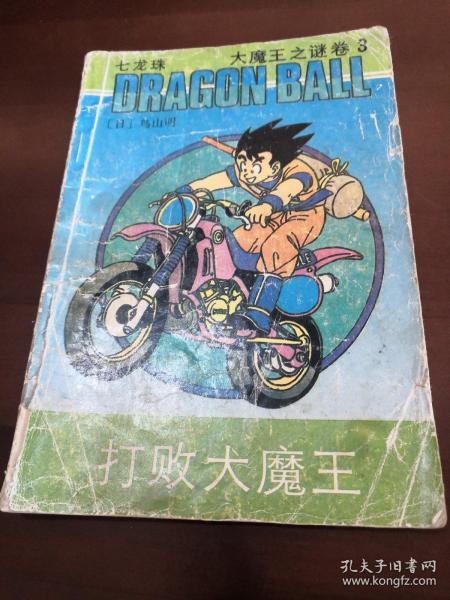 七龙珠 大魔王之谜卷 3
DRAGON BALL
〔日〕鸟山明
打败大魔王
孔夫子旧书网
www.kongfz.com